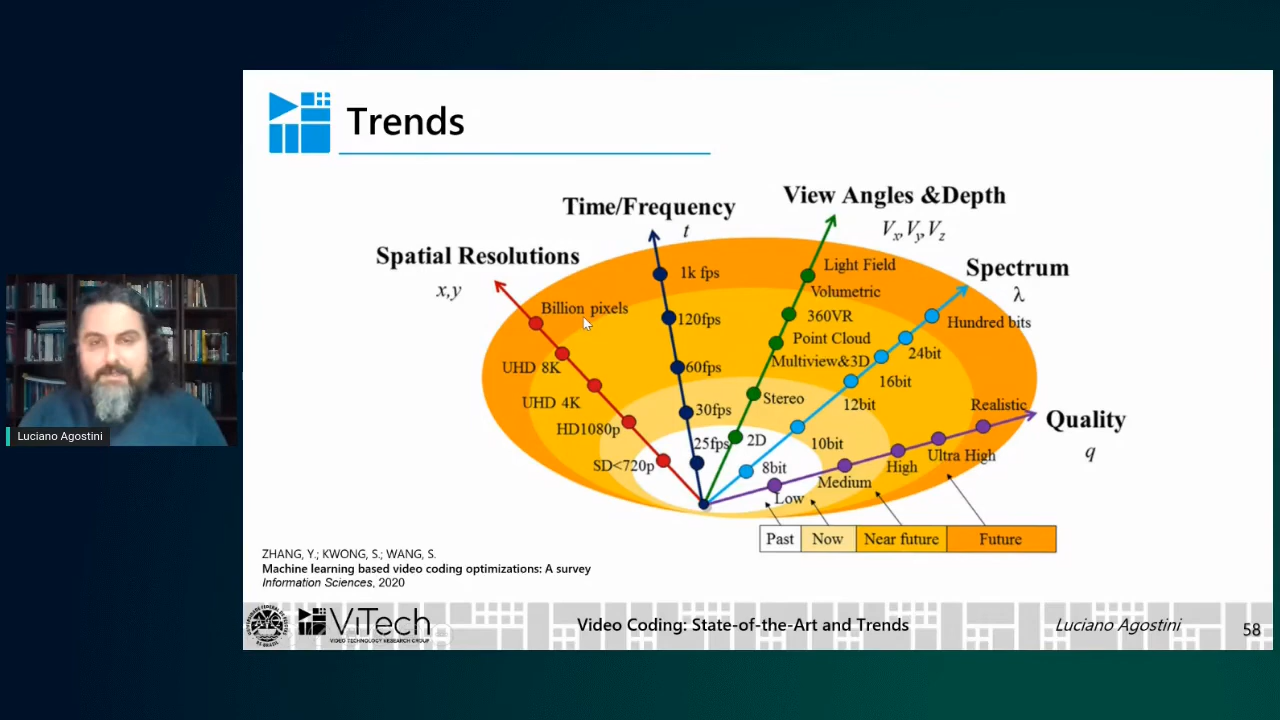 Trends
Time/Frequency
t
View Angles &Depth
Vx,Vy,Vz
Spatial Resolutions
x,y
Spectrum
λ
Quality
q
Billion pixels
UHD 8K
UHD 4K
HD1080p
SD<720p
1k fps
120fps
60fps
30fps
25fps
Light Field
Volumetric
360VR
Point Cloud
Multiview&3D
Stereo
2D
Hundred bits
24bit
16bit
12bit
10bit
8bit
Realistic
Ultra High
High
Medium
Low
Past
Now
Near future
Future
ZHANG, Y.; KWONG, S.; WANG, S.
Machine learning based video coding optimizations: A survey
Information Sciences, 2020
ViTech
VIDEO TECHNOLOGY RESEARCH GROUP
Video Coding: State-of-the-Art and Trends
Luciano Agostini
58
Luciano Agostini